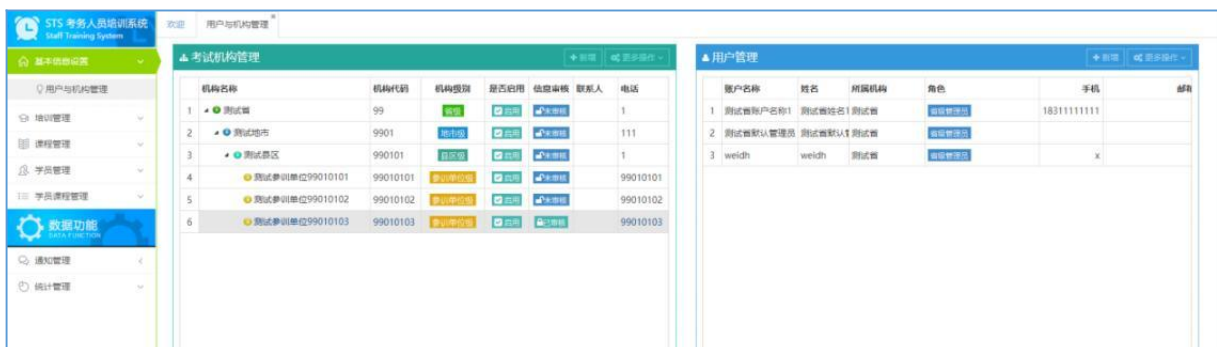 STS 考务人员培训系统
Staff Training System
欢迎
用户与机构管理
基本信息设置
用户与机构管理
培训管理
课程管理
学员管理
学员课程管理
数据功能
DATA FUNCTION
通知管理
统计管理
考试机构管理
新增
更多操作
机构名称 机构代码 机构级别 是否启用 信息审核 联系人 电话
1 测试省 99 省级 启用 未审核 1
2 测试地市 9901 地市级 启用 未审核 111
3 测试县区 990101 县区级 启用 未审核 1
4 测试参训单位99010101 99010101 参训单位级 启用 未审核 99010101
5 测试参训单位99010102 99010102 参训单位级 启用 未审核 99010102
6 测试参训单位99010103 99010103 参训单位级 启用 已审核 99010103
用户管理
新增
更多操作
账户名称 姓名 所属机构 角色 手机 邮箱
1 测试省账户名称1 测试省姓名1 测试省 省级管理员 18311111111
2 测试省默认管理员 测试省默认 测试省 省级管理员
3 weidh weidh 测试省 省级管理员 x